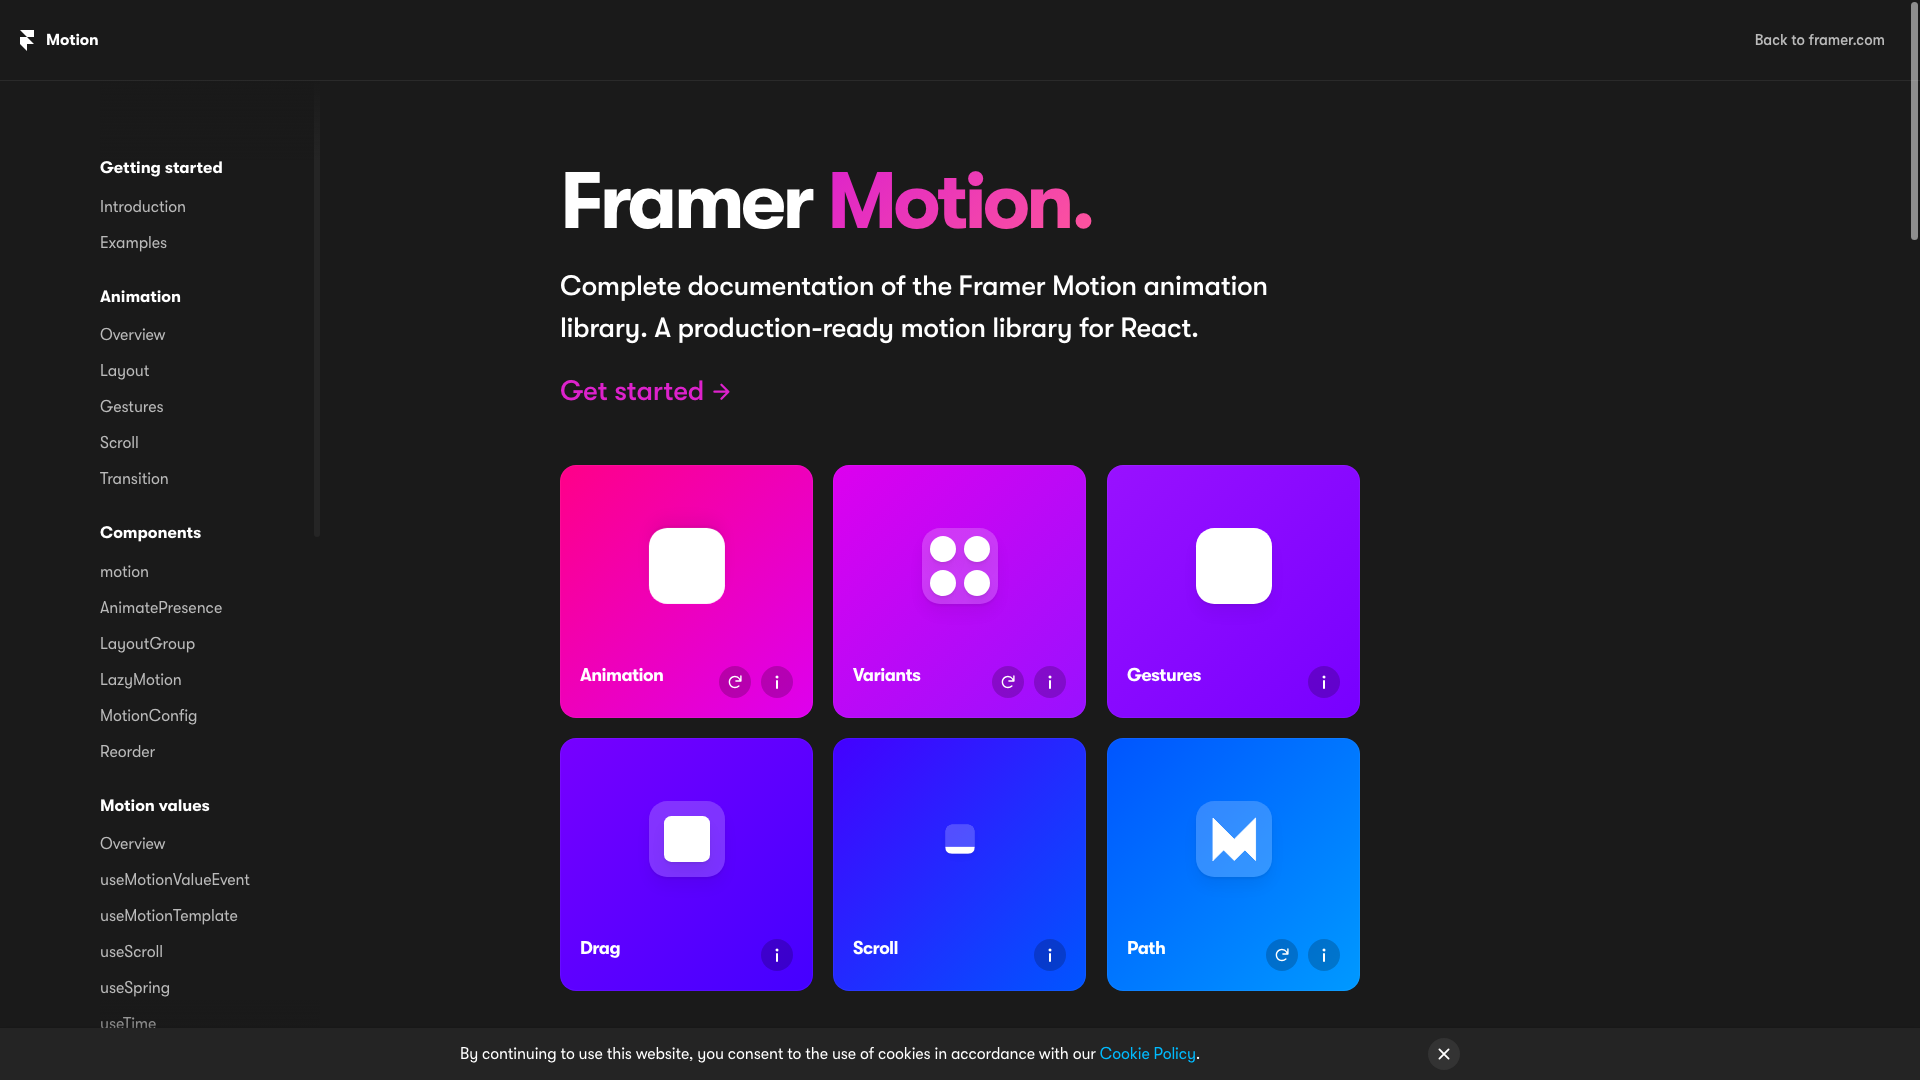 Motion
Back to framer.com
Getting started
Introduction
Examples
Animation
Overview
Layout
Gestures
Scroll
Transition
Components
motion
AnimatePresence
LayoutGroup
LazyMotion
MotionConfig
Reorder
Motion values
Overview
useMotionValueEvent
useMotionTemplate
useScroll
useSpring
useTime
Framer Motion.
Complete documentation of the Framer Motion animation
library. A production-ready motion library for React.
Get started →
Animation
Variants
Gestures
Drag
Scroll
Path
By continuing to use this website, you consent to the use of cookies in accordance with our Cookie Policy.